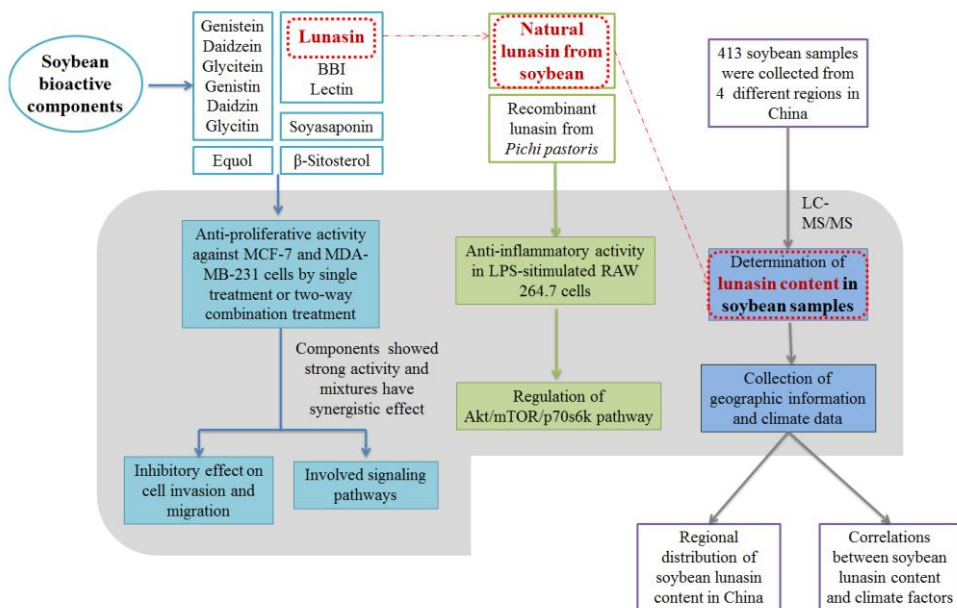 Soybean
bioactive
components
Genistein
Daidzein
Glycitein
Genistin
Daidzin
Glycitin
Equol
Lunasin
BBI
Lectin
Soyasaponin
β-Sitosterol
Natural
lunasin from
soybean
Recombinant
lunasin from
Pichi pastoris
413 soybean samples
were collected from
4 different regions in
China
LC-
MS/MS
Anti-proliferative activity
against MCF-7 and MDA-
MB-231 cells by single
treatment or two-way
combination treatment
Anti-inflammatory activity
in LPS-sitimulated RAW
264.7 cells
Determination of
lunasin content in
soybean samples
Components showed
strong activity and
mixtures have
synergistic effect
Regulation of
Akt/mTOR/p70s6k pathway
Collection of
geographic information
and climate data
Inhibitory effect on
cell invasion and
migration
Involved signaling
pathways
Regional
distribution of
soybean lunasin
content in China
Correlations
between soybean
lunasin content
and climate factors